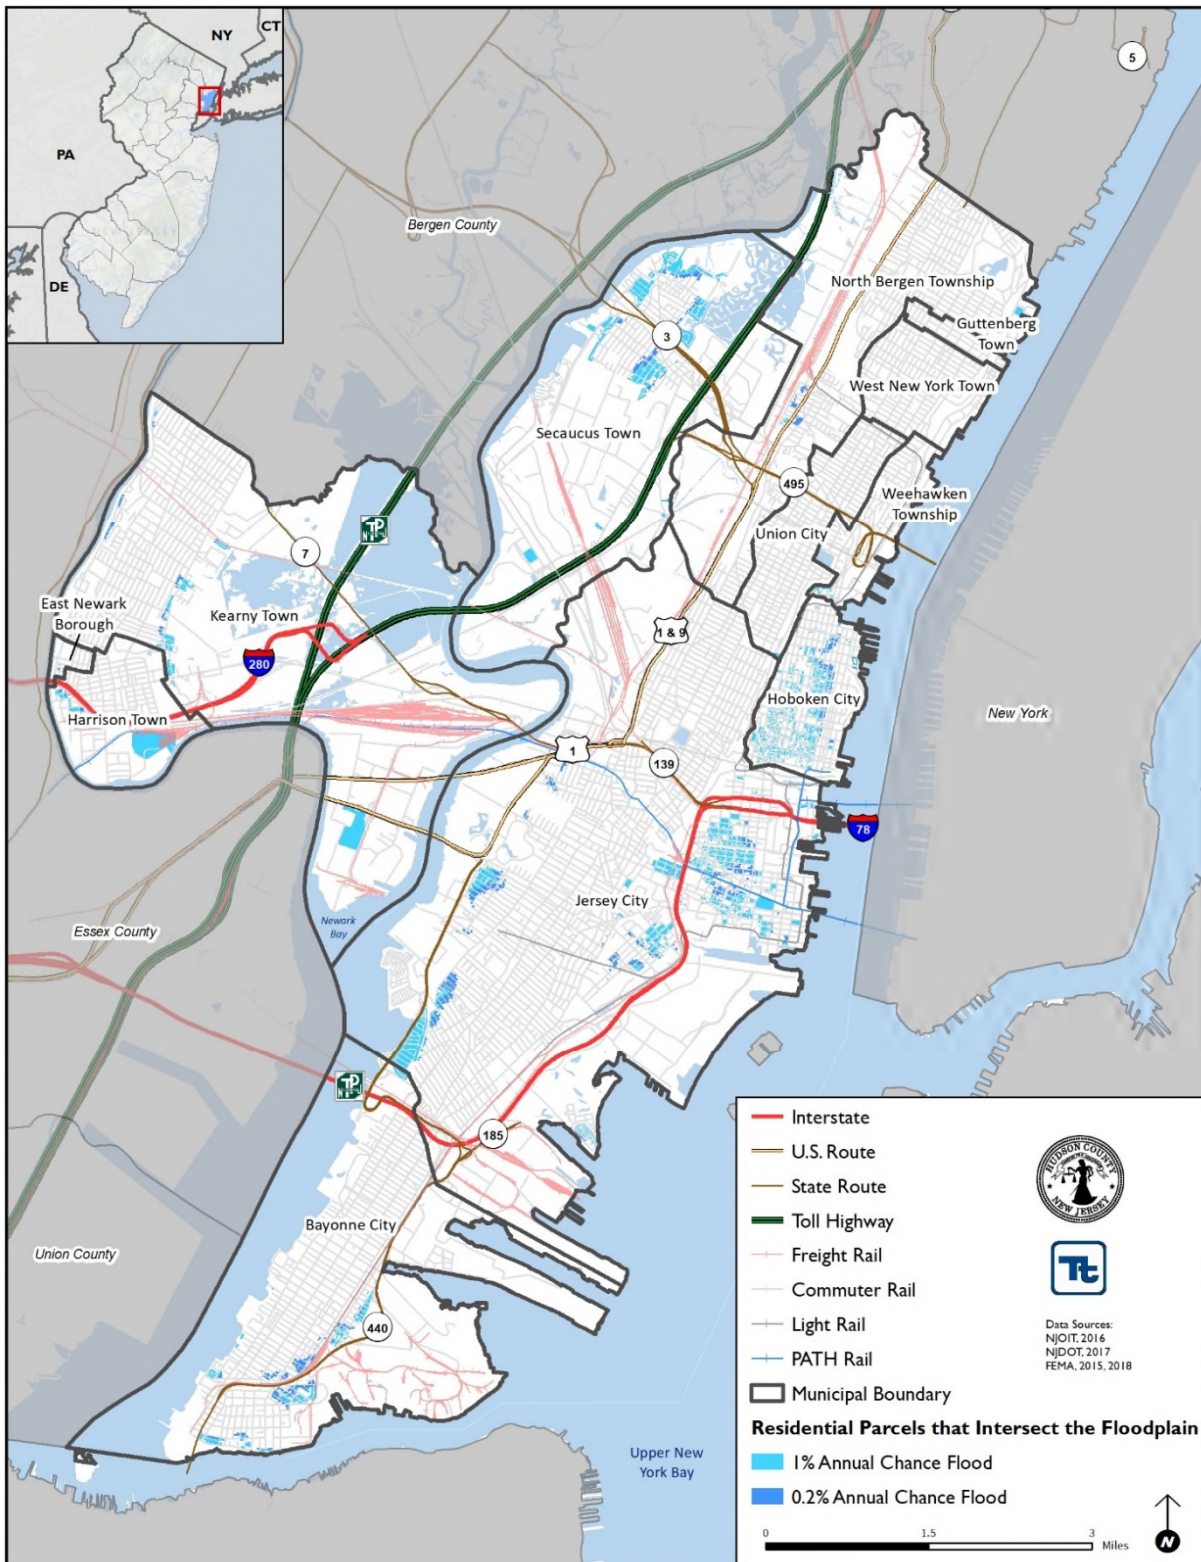 NY
CT
PA
DE
5
Bergen County
North Bergen Township
Guttenberg
Town
3
West New York Town
Secaucus Town
495
Weehawken
Township
Union City
7
East Newark
Borough
Kearny Town
1 & 9
280
Hoboken City
New York
Harrison Town
1
139
78
Jersey City
Newark
Bay
Essex County
185
Bayonne City
Union County
440
Upper New
York Bay
Interstate
U.S. Route
State Route
Toll Highway
Freight Rail
Commuter Rail
Light Rail
PATH Rail
Municipal Boundary
HUDSON COUNTY
NEW JERSEY
Tt
Data Sources:
NJOIT, 2016
NJDOT, 2017
FEMA, 2015, 2018
Residential Parcels that Intersect the Floodplain
1% Annual Chance Flood
0.2% Annual Chance Flood
0 1.5 3
Miles
N